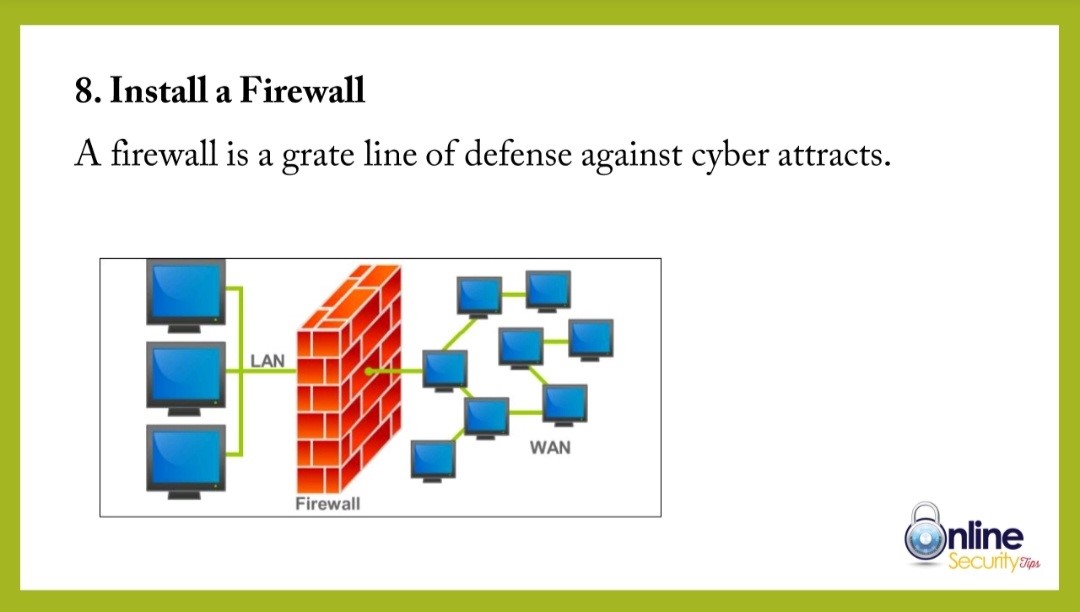 8. Install a Firewall
A firewall is a grate line of defense against cyber attracts.
LAN
WAN
Firewall
Online
Security Tips